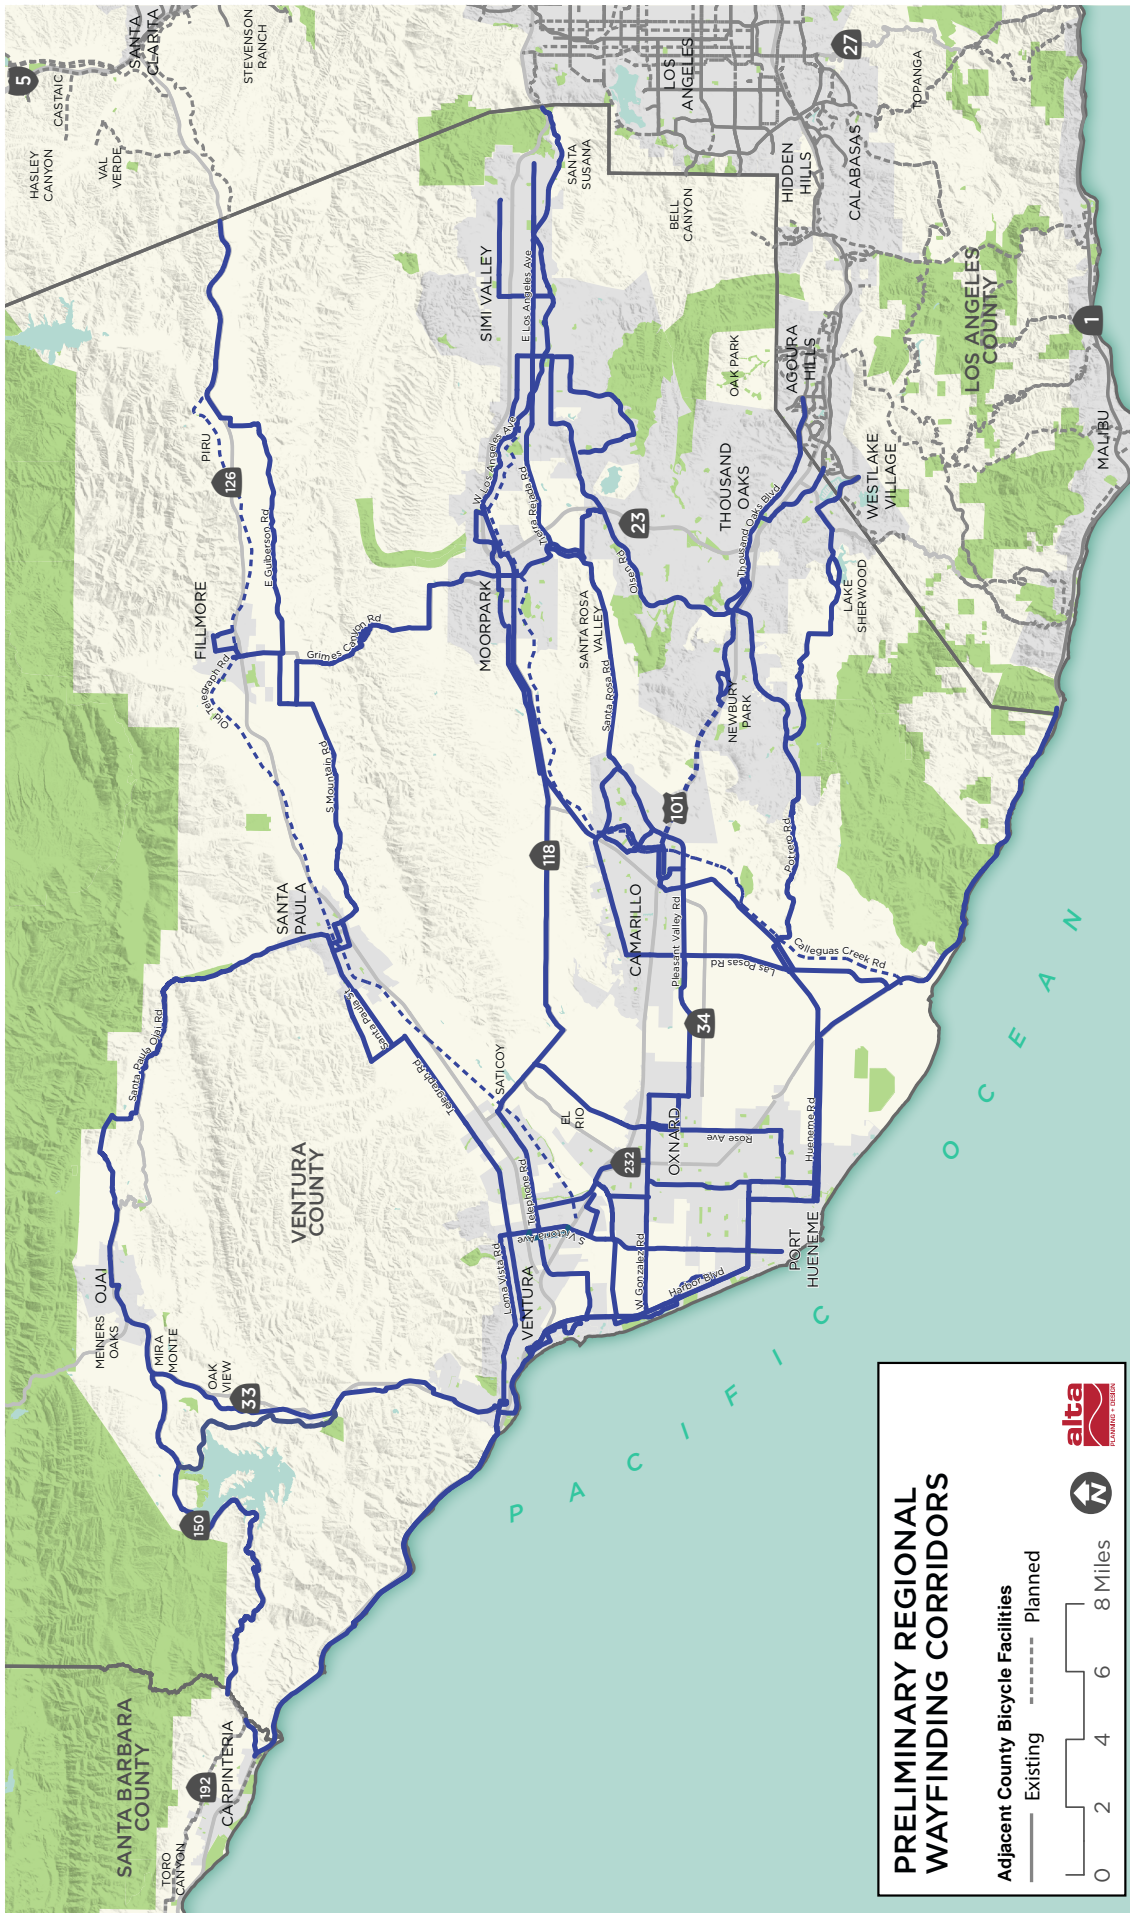 SANTA BARBARA
COUNTY
TORO
CANYON
192
CARPINTERIA
150
MEINERS
OAKS
OJAI
MIRA
MONTE
OAK
VIEW
33
VENTURA
COUNTY
Santa Paula Ojai Rd
SANTA
PAULA
Santa Paula St
Telegraph Rd
SATICOY
EL
RIO
Loma Vista Rd
VENTURA
Telephone Rd
S Victoria Ave
W Gonzalez Rd
Harbor Blvd
232
OXNARD
Rose Ave
PORT
HUENEME
Hueneme Rd
34
118
CAMARILLO
Pleasant Valley Rd
Las Posas Rd
Calleguas Creek Rd
101
Potrero Rd
Old Telegraph Rd
FILLMORE
S Mountain Rd
Grimes Canyon Rd
E Guiberson Rd
126
PIRU
MOORPARK
W Los Angeles Ave
Tierra Rejada Rd
SANTA ROSA
VALLEY
Santa Rosa Rd
Olsen Rd
23
NEWBURY
PARK
THOUSAND
OAKS
Thousand Oaks Blvd
LAKE
SHERWOOD
WESTLAKE
VILLAGE
SIMI VALLEY
E Los Angeles Ave
SANTA
SUSANA
OAK PARK
AGOURA
HILLS
BELL
CANYON
HIDDEN
HILLS
CALABASAS
LOS
ANGELES
27
TOPANGA
LOS ANGELES
COUNTY
1
MALIBU
5
CASTAIC
HASLEY
CANYON
VAL
VERDE
SANTA
CLARITA
STEVENSON
RANCH
PACIFIC OCEAN
PRELIMINARY REGIONAL
WAYFINDING CORRIDORS
Adjacent County Bicycle Facilities
Existing Planned
0 2 4 6 8 Miles
N
alta
PLANNING + DESIGN